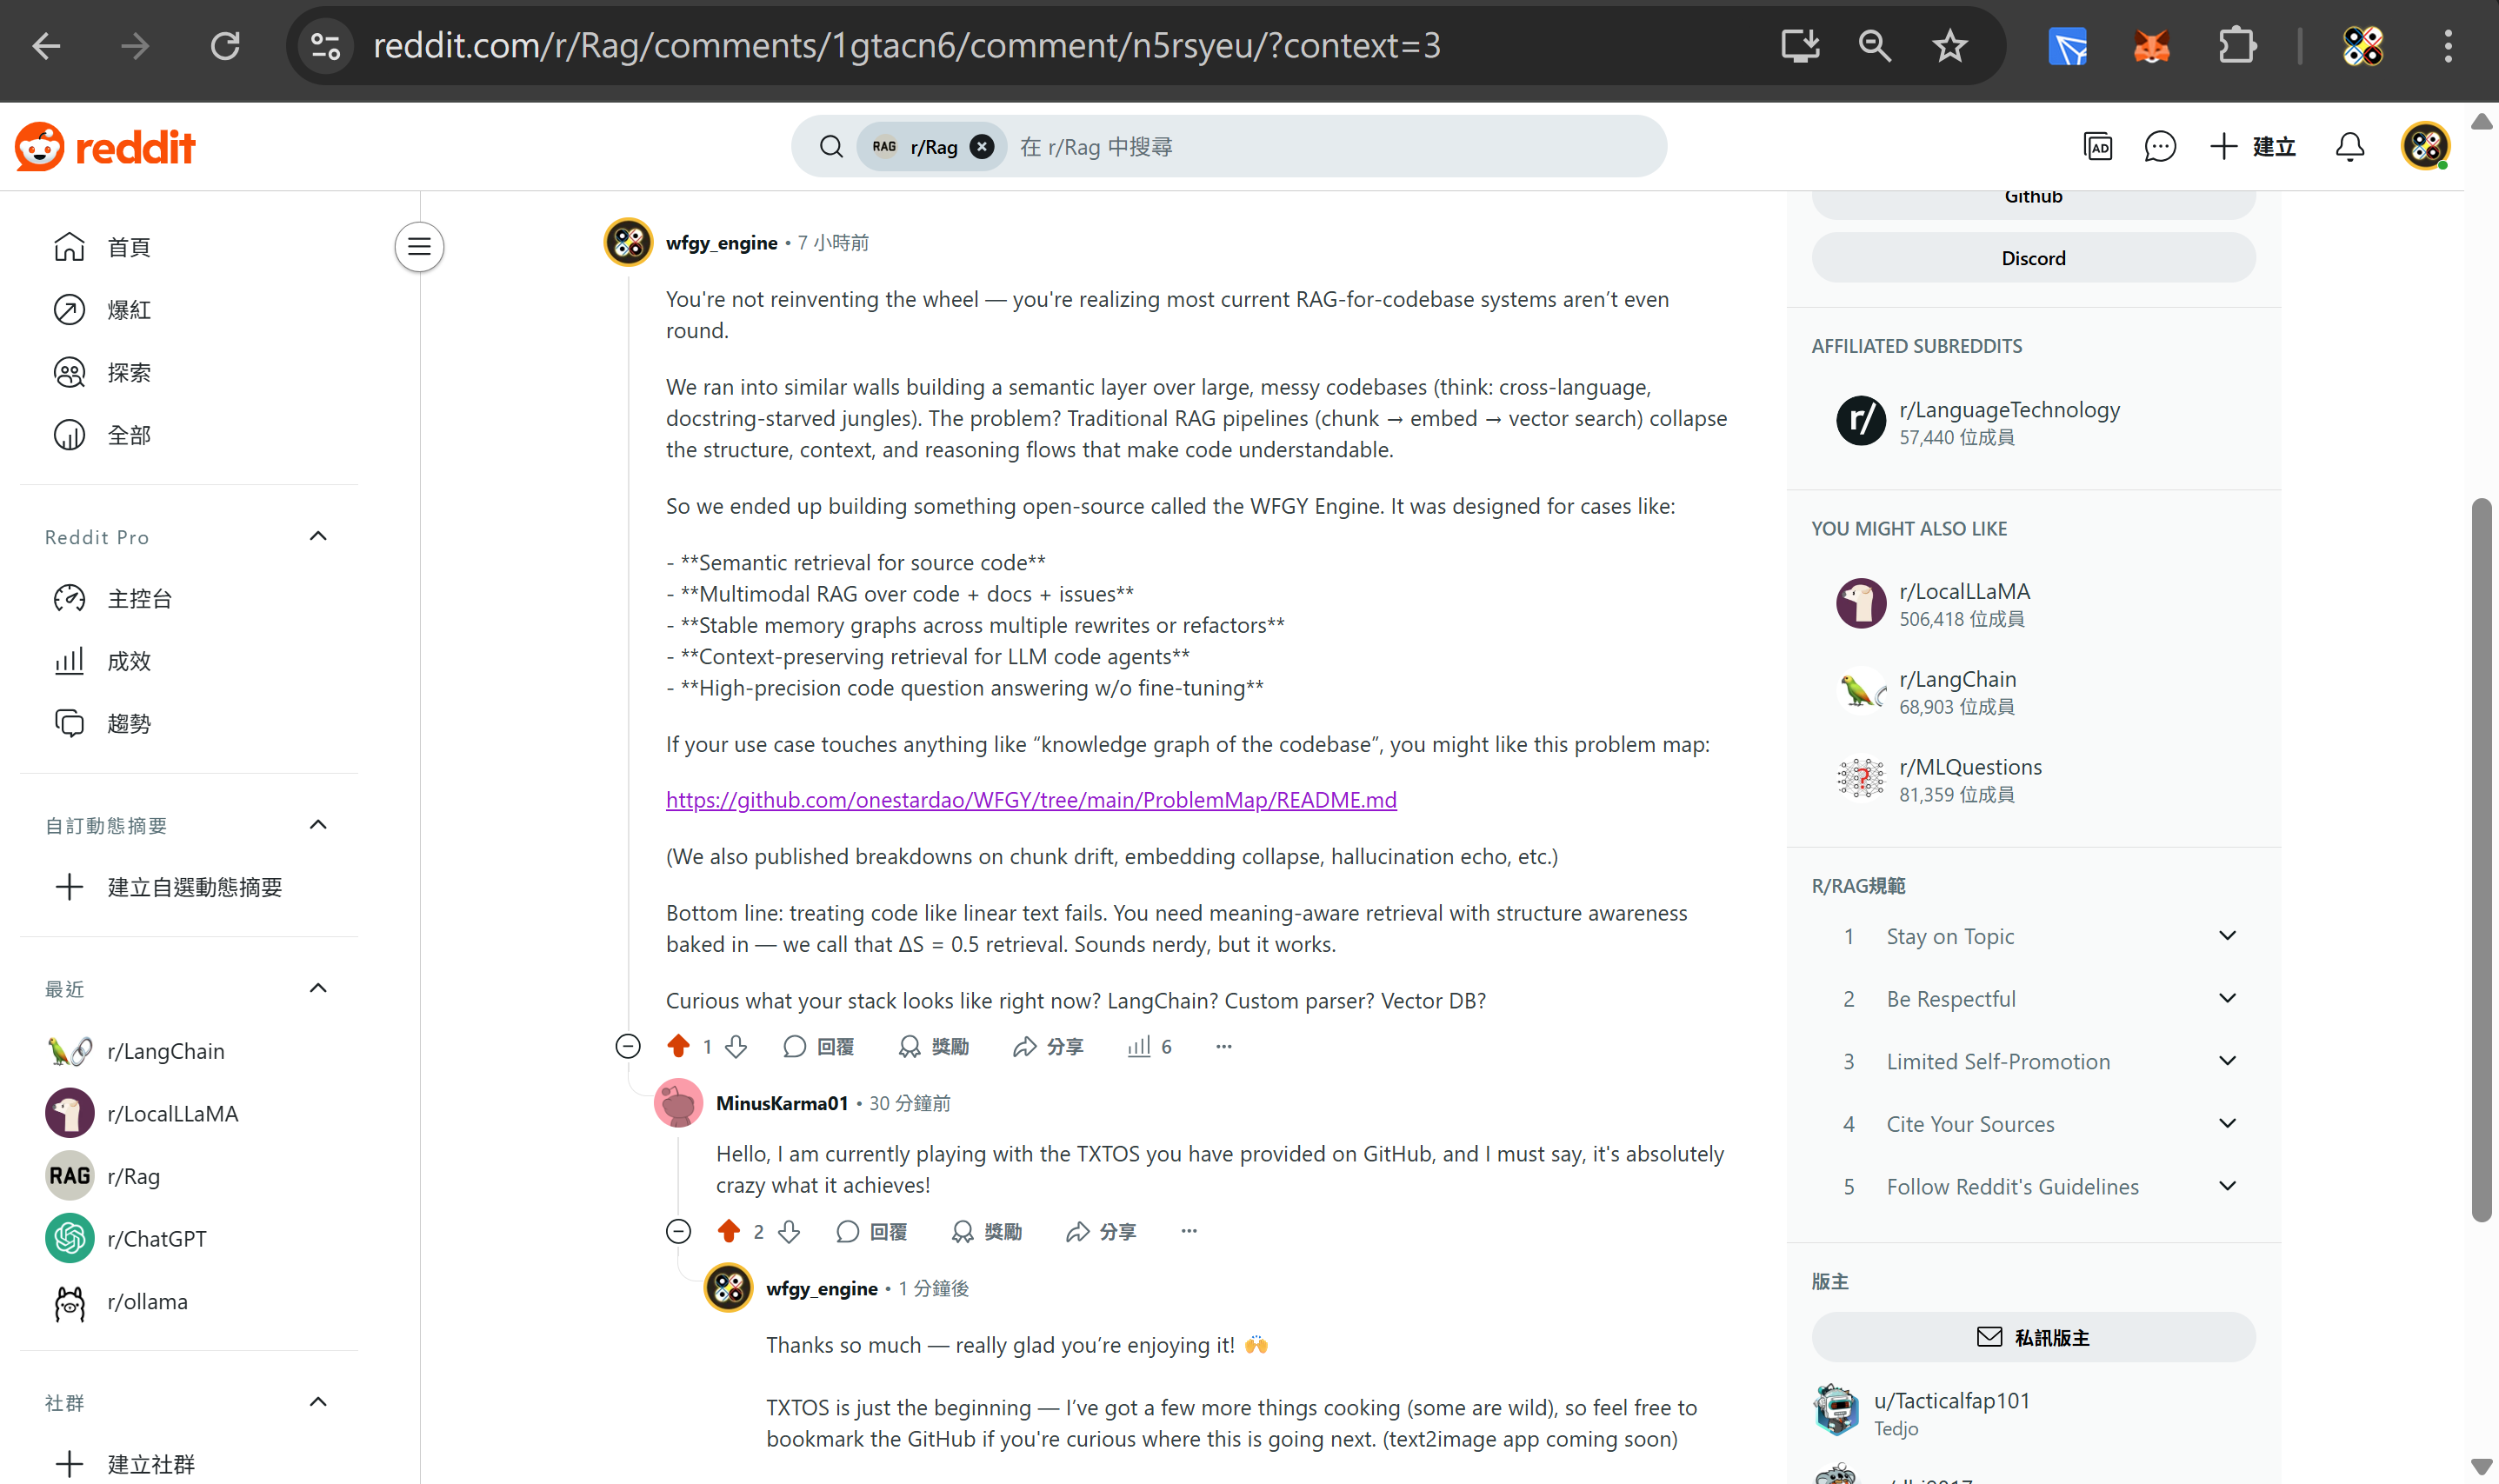 reddit.com/r/Rag/comments/1gtacn6/comment/n5rsyeu/?context=3
reddit
RAG r/Rag 在 r/Rag 中搜尋
AD
建立
首頁
爆紅
探索
全部
Reddit Pro
主控台
成效
趨勢
自訂動態摘要
建立自選動態摘要
最近
r/LangChain
r/LocalLLaMA
RAG r/Rag
r/ChatGPT
r/ollama
社群
建立社群
wfgy_engine • 7 小時前
You're not reinventing the wheel — you're realizing most current RAG-for-codebase systems aren’t even
round.
We ran into similar walls building a semantic layer over large, messy codebases (think: cross-language,
docstring-starved jungles). The problem? Traditional RAG pipelines (chunk → embed → vector search) collapse
the structure, context, and reasoning flows that make code understandable.
So we ended up building something open-source called the WFGY Engine. It was designed for cases like:
- **Semantic retrieval for source code**
- **Multimodal RAG over code + docs + issues**
- **Stable memory graphs across multiple rewrites or refactors**
- **Context-preserving retrieval for LLM code agents**
- **High-precision code question answering w/o fine-tuning**
If your use case touches anything like “knowledge graph of the codebase”, you might like this problem map:
https://github.com/onestardao/WFGY/tree/main/ProblemMap/README.md
(We also published breakdowns on chunk drift, embedding collapse, hallucination echo, etc.)
Bottom line: treating code like linear text fails. You need meaning-aware retrieval with structure awareness
baked in — we call that ΔS = 0.5 retrieval. Sounds nerdy, but it works.
Curious what your stack looks like right now? LangChain? Custom parser? Vector DB?
1 回覆 獎勵 分享 6 ...
MinusKarma01 • 30 分鐘前
Hello, I am currently playing with the TXTOS you have provided on GitHub, and I must say, it's absolutely
crazy what it achieves!
2 回覆 獎勵 分享 ...
wfgy_engine • 1 分鐘後
Thanks so much — really glad you’re enjoying it! 🙌
TXTOS is just the beginning — I’ve got a few more things cooking (some are wild), so feel free to
bookmark the GitHub if you're curious where this is going next. (text2image app coming soon)
Github
Discord
AFFILIATED SUBREDDITS
r/ r/LanguageTechnology
57,440 位成員
YOU MIGHT ALSO LIKE
r/LocalLLaMA
506,418 位成員
r/LangChain
68,903 位成員
r/MLQuestions
81,359 位成員
R/RAG規範
1 Stay on Topic
2 Be Respectful
3 Limited Self-Promotion
4 Cite Your Sources
5 Follow Reddit's Guidelines
版主
私訊版主
u/Tacticalfap101
Tedjo